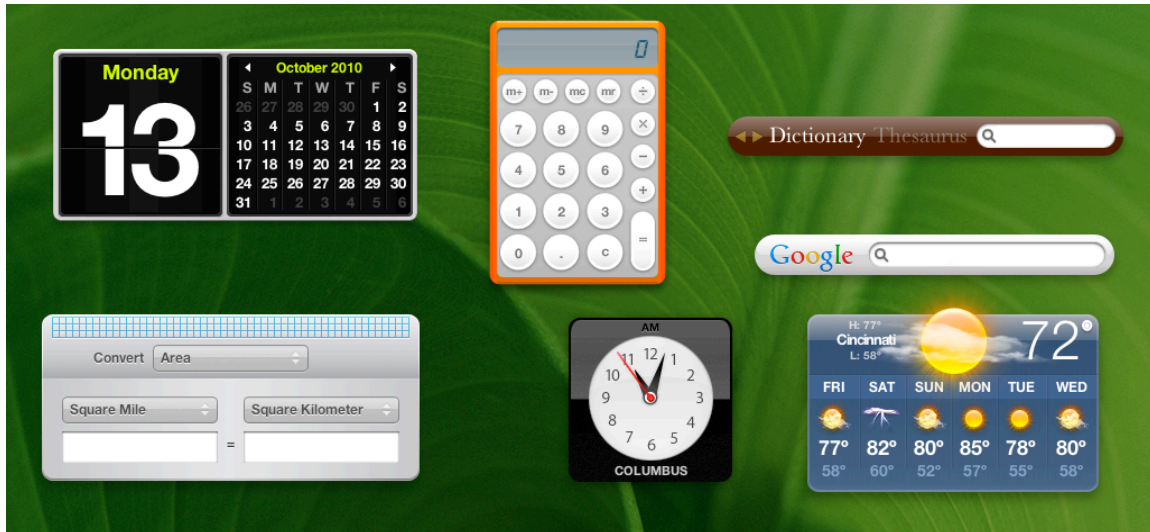 Monday
13
October 2010
S M T W T F S
26 27 28 29 30 1 2
3 4 5 6 7 8 9
10 11 12 13 14 15 16
17 18 19 20 21 22 23
24 25 26 27 28 29 30
31 1 2 3 4 5 6
0
m+ m- mc mr ÷
7 8 9 ×
4 5 6 −
1 2 3 +
0 . c =
Dictionary Thesaurus
Google
Convert Area
Square Mile Square Kilometer
=
AM
12
11 1
10 2
9 3
8 4
7 5
6
COLUMBUS
H: 77°
Cincinnati
L: 58°
72°
FRI SAT SUN MON TUE WED
77° 82° 80° 85° 78° 80°
58° 60° 52° 57° 55° 58°